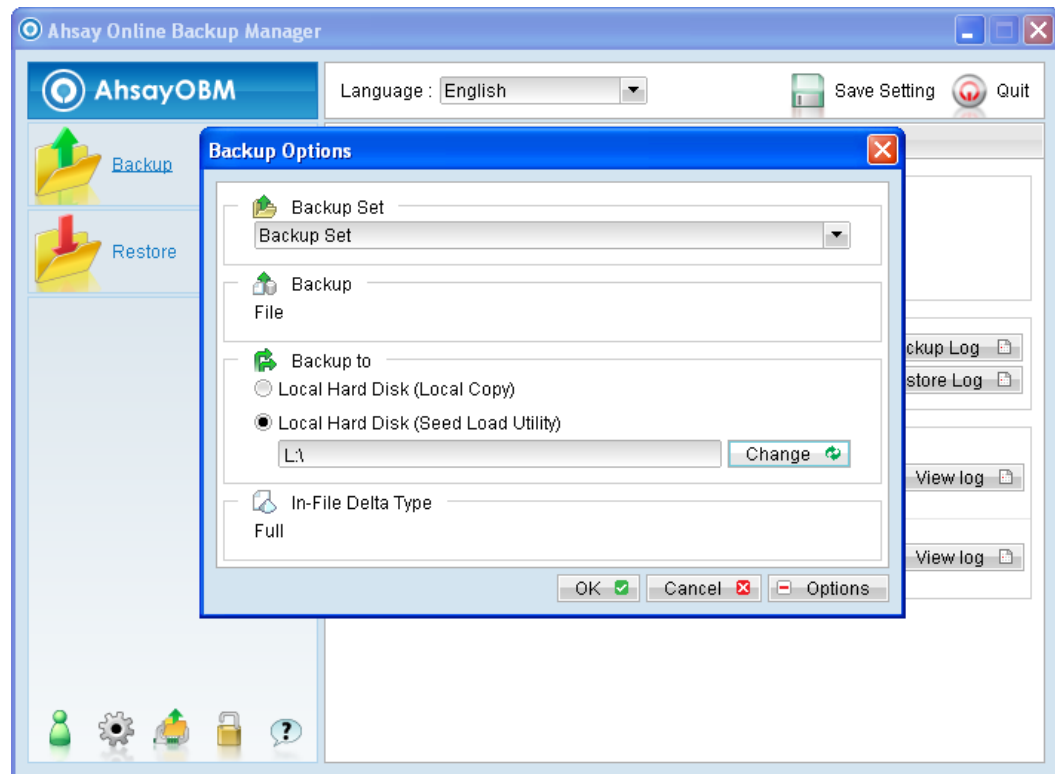 Ahsay Online Backup Manager
AhsayOBM
Language : English
Save Setting
Quit
Backup
Restore
Backup Options
Backup Set
Backup Set
Backup
File
Backup to
Local Hard Disk (Local Copy)
Local Hard Disk (Seed Load Utility)
L:\
Change
In-File Delta Type
Full
OK
Cancel
Options
ckup Log
store Log
View log
View log